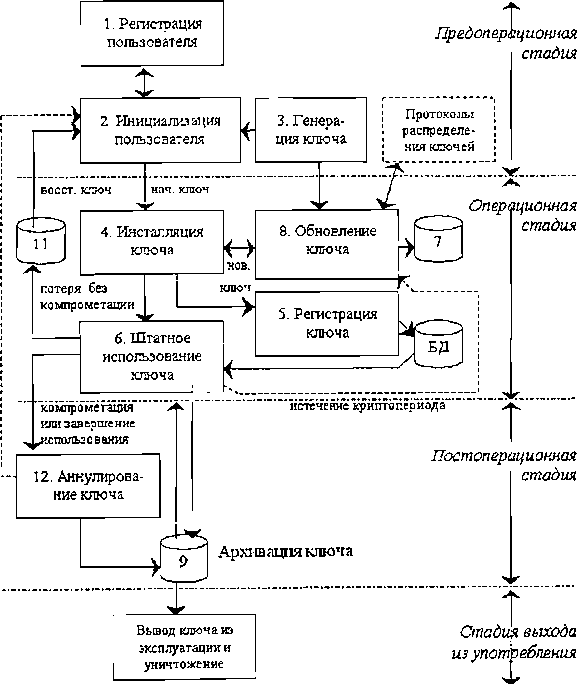 1. Регистрация
пользователя
Предоперационная
стадия
2. Инициализация
пользователя
3. Генера-
ция ключа
Протоколы
распределе-
ния ключей
восст. ключ
нач. ключ
Операционная
стадия
11
4. Инсталляция
ключа
8. Обновление
ключа
7
нов.
ключ
потеря без
компрометации
5. Регистрация
ключа
6. Штатное
использование
ключа
БД
истечение криптопериода
компрометация
или завершение
использования
Постоперационная
стадия
12. Аннулирова-
ние ключа
9
Архивация ключа
Вывод ключа из
эксплуатации и
уничтожение
Стадия выхода
из употребления